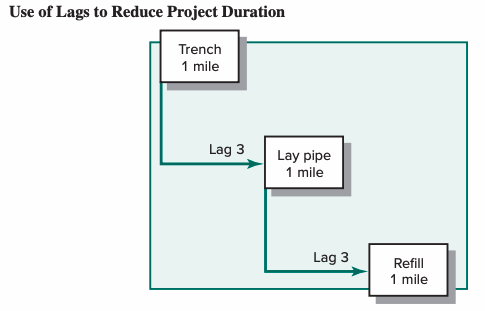 Use of Lags to Reduce Project Duration
Trench
1 mile
Lag 3
Lay pipe
1 mile
Lag 3
Refill
1 mile